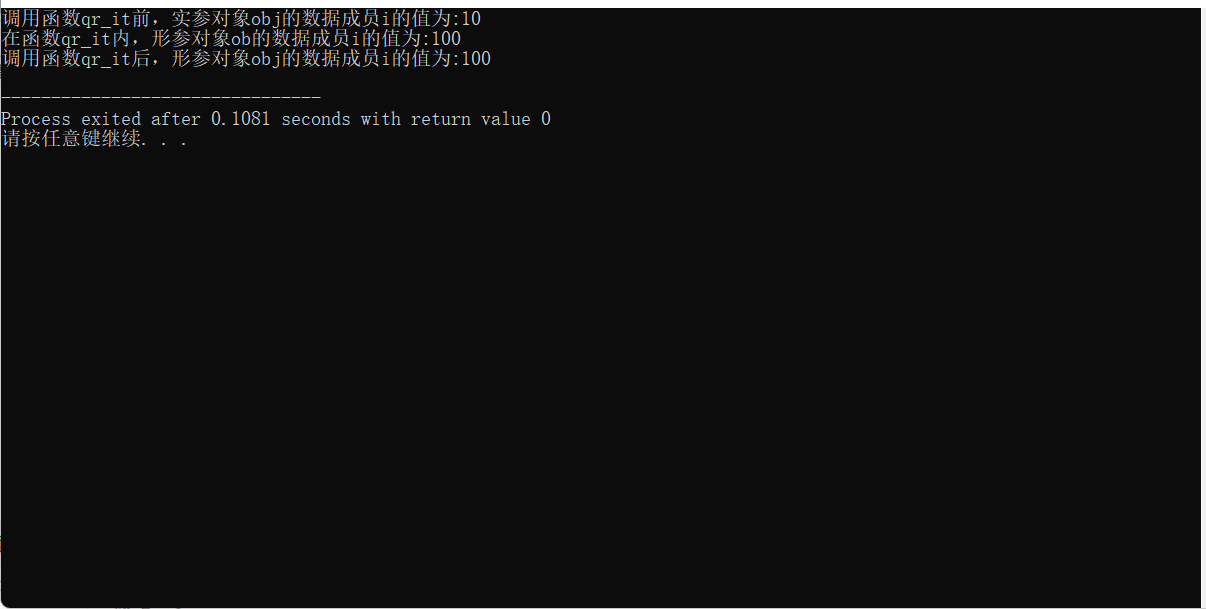 调用函数qr_it前，实参对象obj的数据成员i的值为:10
在函数qr_it内，形参对象ob的数据成员i的值为:100
调用函数qr_it后，形参对象obj的数据成员i的值为:100
--------------------------------
Process exited after 0.1081 seconds with return value 0
请按任意键继续. . .